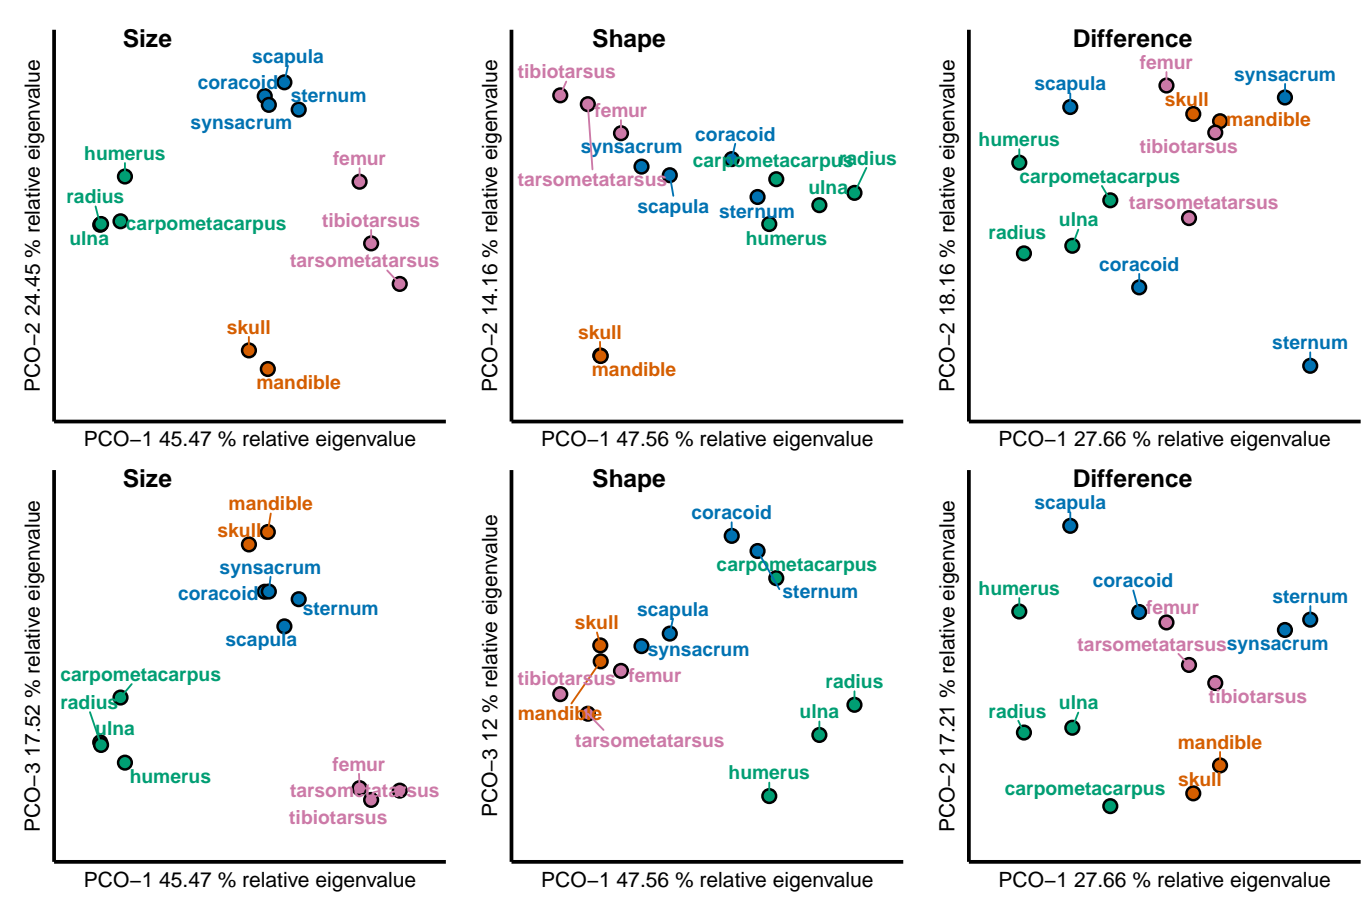 Size
PCO−2 24.45 % relative eigenvalue
scapula
coracoid
sternum
synsacrum
humerus
femur
radius
tibiotarsus
carpometacarpus
ulna
tarsometatarsus
skull
mandible
PCO−1 45.47 % relative eigenvalue
Shape
PCO−2 14.16 % relative eigenvalue
tibiotarsus
femur
coracoid
synsacrum
carpometacarpus
radius
tarsometatarsus
ulna
scapula
sternum
humerus
skull
mandible
PCO−1 47.56 % relative eigenvalue
Difference
PCO−2 18.16 % relative eigenvalue
femur
synsacrum
scapula
skull
mandible
humerus
tibiotarsus
carpometacarpus
tarsometatarsus
ulna
radius
coracoid
sternum
PCO−1 27.66 % relative eigenvalue
Size
PCO−3 17.52 % relative eigenvalue
mandible
skull
synsacrum
coracoid
sternum
scapula
carpometacarpus
radius
ulna
humerus
femur
tarsometatarsus
tibiotarsus
PCO−1 45.47 % relative eigenvalue
Shape
PCO−3 12 % relative eigenvalue
coracoid
carpometacarpus
sternum
scapula
skull
synsacrum
tibiotarsus
femur
radius
mandible
ulna
tarsometatarsus
humerus
PCO−1 47.56 % relative eigenvalue
Difference
PCO−2 17.21 % relative eigenvalue
scapula
coracoid
humerus
sternum
femur
tarsometatarsus
synsacrum
tibiotarsus
ulna
radius
mandible
skull
carpometacarpus
PCO−1 27.66 % relative eigenvalue